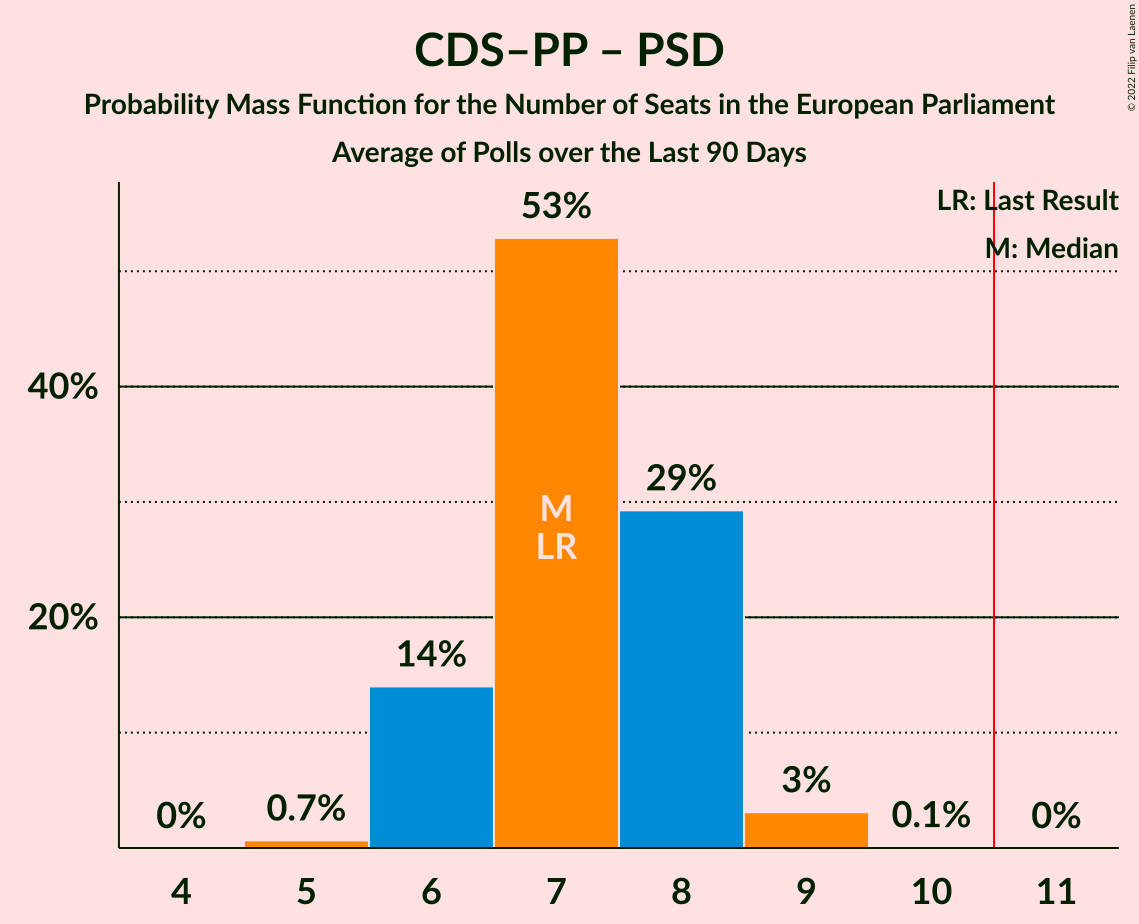 CDS–PP – PSD
Probability Mass Function for the Number of Seats in the European Parliament
Average of Polls over the Last 90 Days
© 2022 Filip van Laenen
LR: Last Result
M: Median
53%
40%
29%
M
LR
20%
14%
3%
0.7%
0%
0.1%
0%
4 5 6 7 8 9 10 11